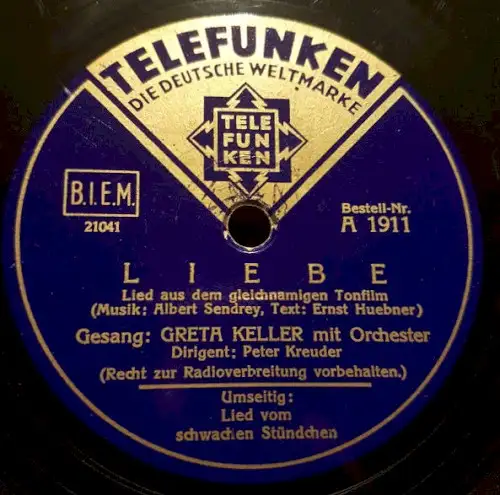 TELEFUNKEN
DIE DEUTSCHE WELTMARKE
TELE
FUN
KEN
B.I.E.M.
21041
Bestell-Nr.
A 1911
LIEBE
Lied aus dem gleichnamigen Tonfilm
(Musik: Albert Sendrey, Text: Ernst Huebner)
Gesang: GRETA KELLER mit Orchester
Dirigent: Peter Kreuder
(Recht zur Radioverbreitung vorbehalten.)
Umseitig:
Lied vom
schwachen Stündchen